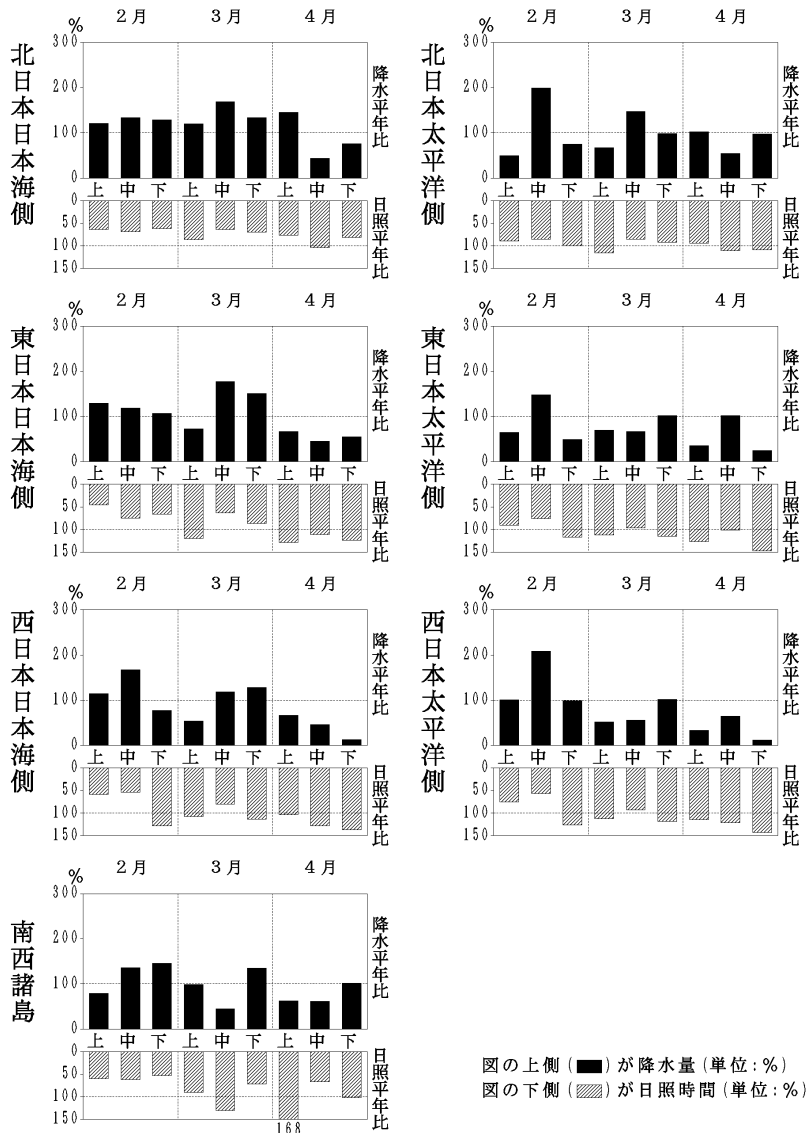 2月 3月 4月
%
300
200
100
0
上 中 下 上 中 下 上 中 下
0
50
100
150
北日本日本海側
降水平年比
日照平年比
2月 3月 4月
%
300
200
100
0
上 中 下 上 中 下 上 中 下
0
50
100
150
北日本太平洋側
降水平年比
日照平年比
2月 3月 4月
%
300
200
100
0
上 中 下 上 中 下 上 中 下
0
50
100
150
東日本日本海側
降水平年比
日照平年比
2月 3月 4月
%
300
200
100
0
上 中 下 上 中 下 上 中 下
0
50
100
150
東日本太平洋側
降水平年比
日照平年比
2月 3月 4月
%
300
200
100
0
上 中 下 上 中 下 上 中 下
0
50
100
150
西日本日本海側
降水平年比
日照平年比
2月 3月 4月
%
300
200
100
0
上 中 下 上 中 下 上 中 下
0
50
100
150
西日本太平洋側
降水平年比
日照平年比
2月 3月 4月
%
300
200
100
0
上 中 下 上 中 下 上 中 下
0
50
100
150
168
南西諸島
降水平年比
日照平年比
図の上側(■)が降水量(単位:%)
図の下側(▨)が日照時間(単位:%)